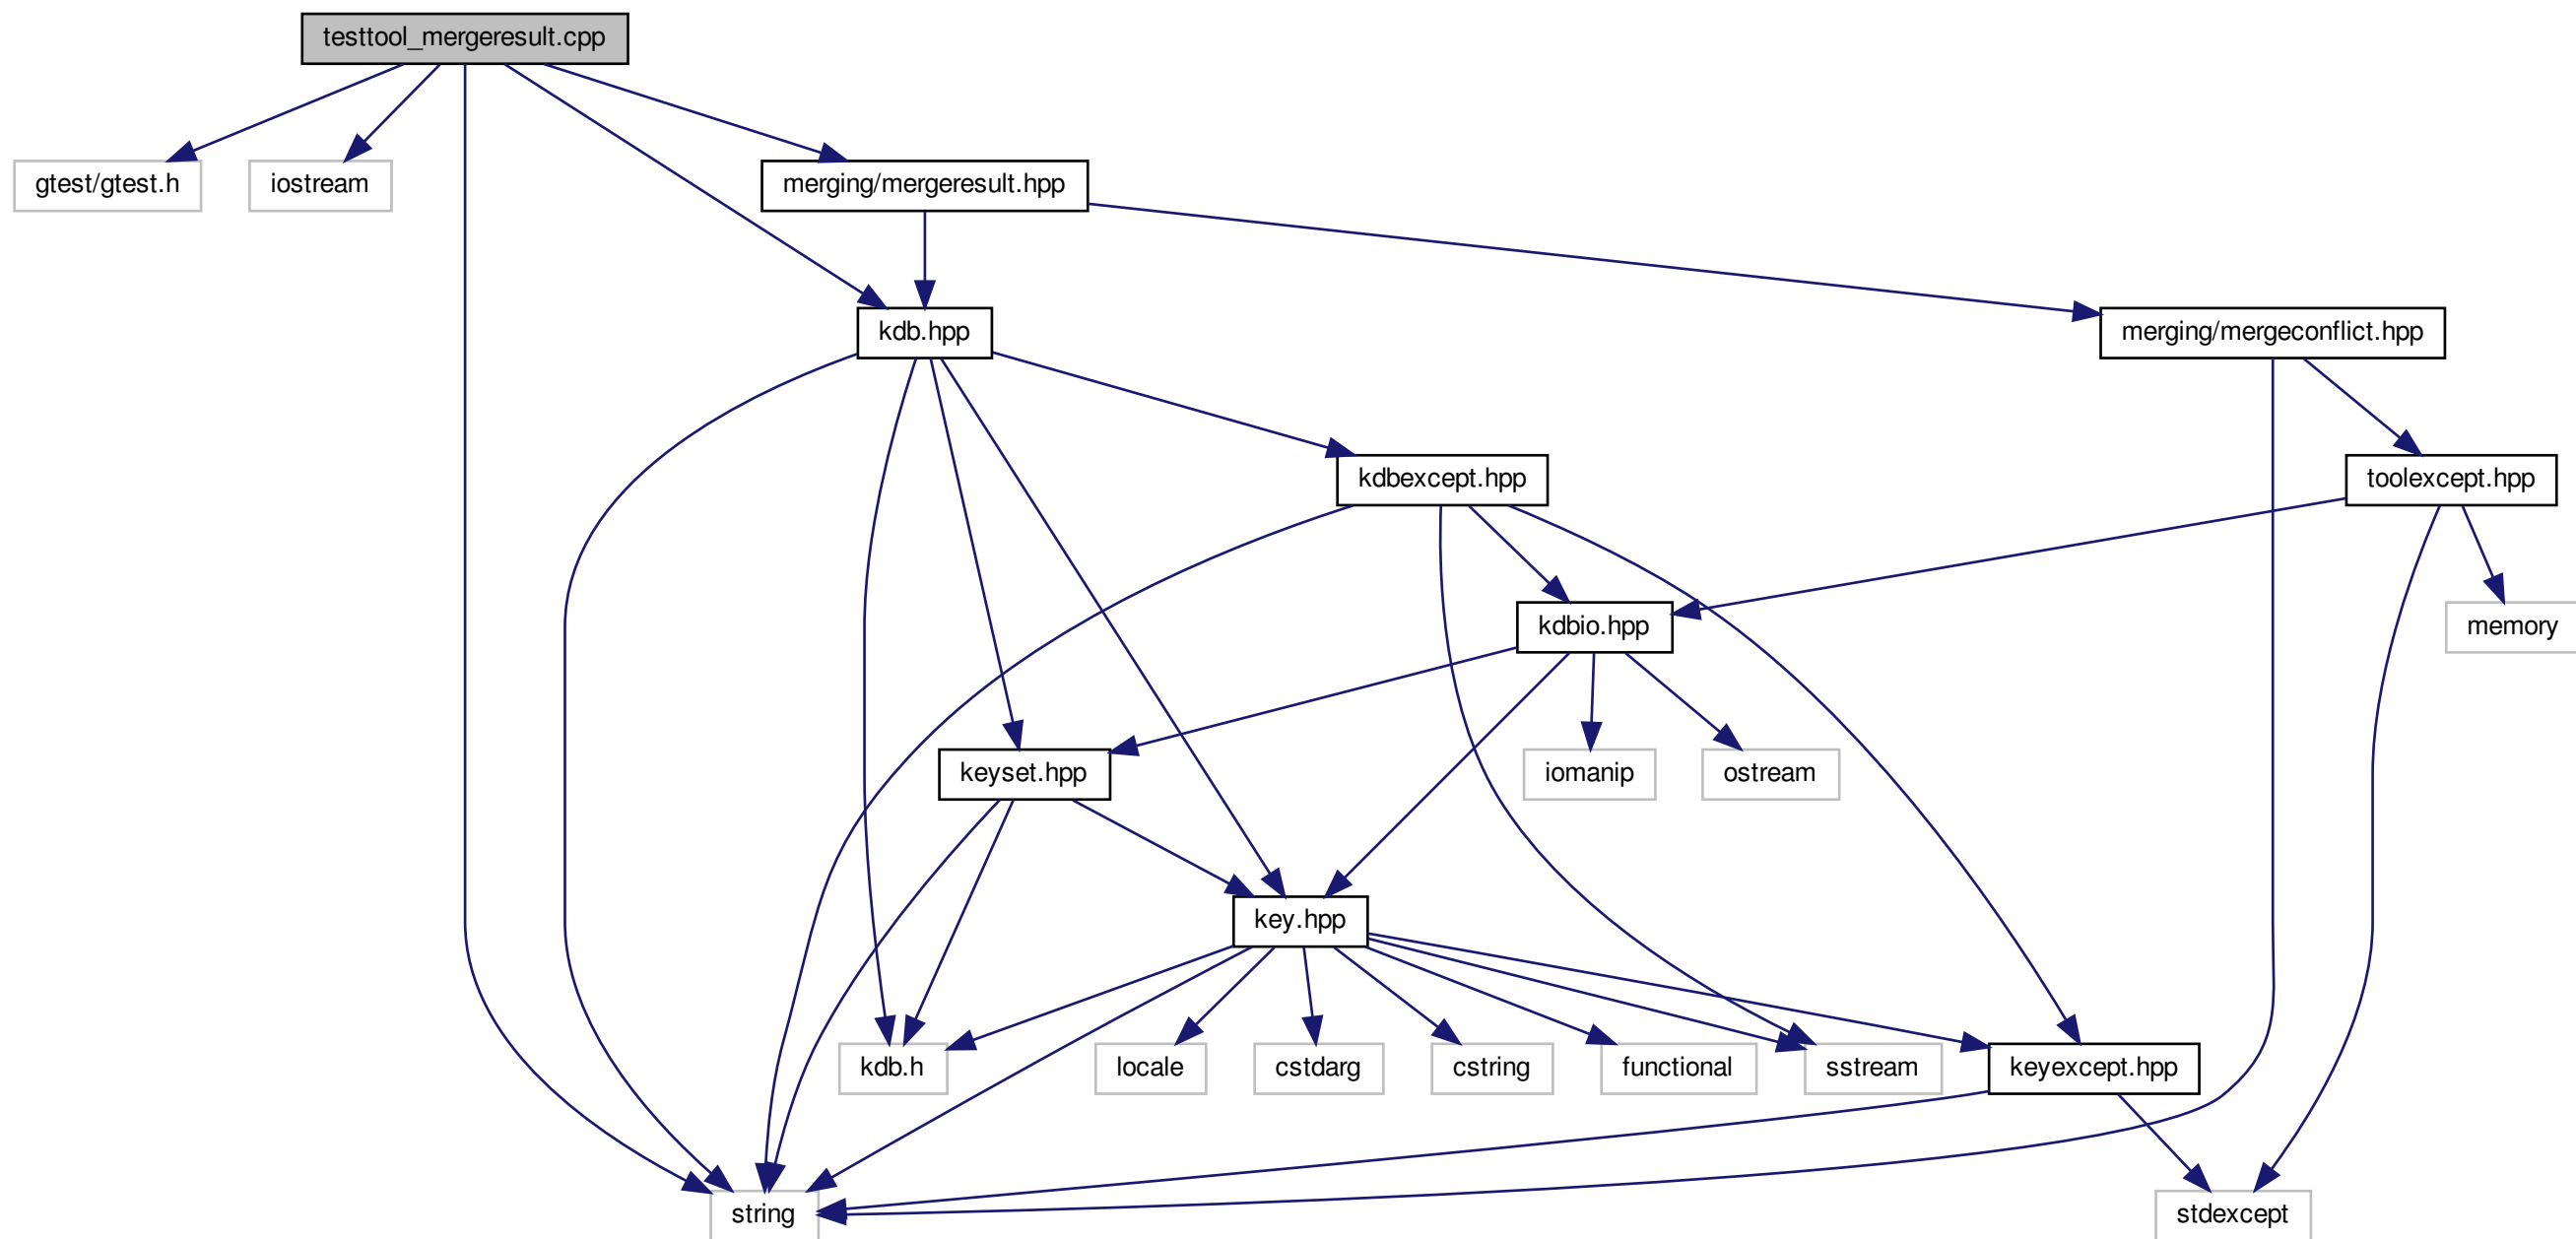 testtool_mergeresult.cpp
gtest/gtest.h
iostream
merging/mergeresult.hpp
kdb.hpp
merging/mergeconflict.hpp
kdbexcept.hpp
toolexcept.hpp
kdbio.hpp
memory
keyset.hpp
iomanip
ostream
key.hpp
kdb.h
locale
cstdarg
cstring
functional
sstream
keyexcept.hpp
string
stdexcept